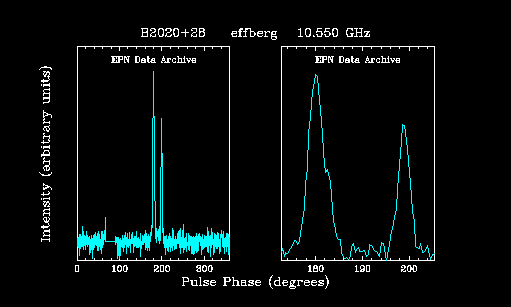 B2020+28 effberg 10.550 GHz
EPN Data Archive EPN Data Archive
Intensity (arbitrary units)
0 100 200 300 180 190 200
Pulse Phase (degrees)